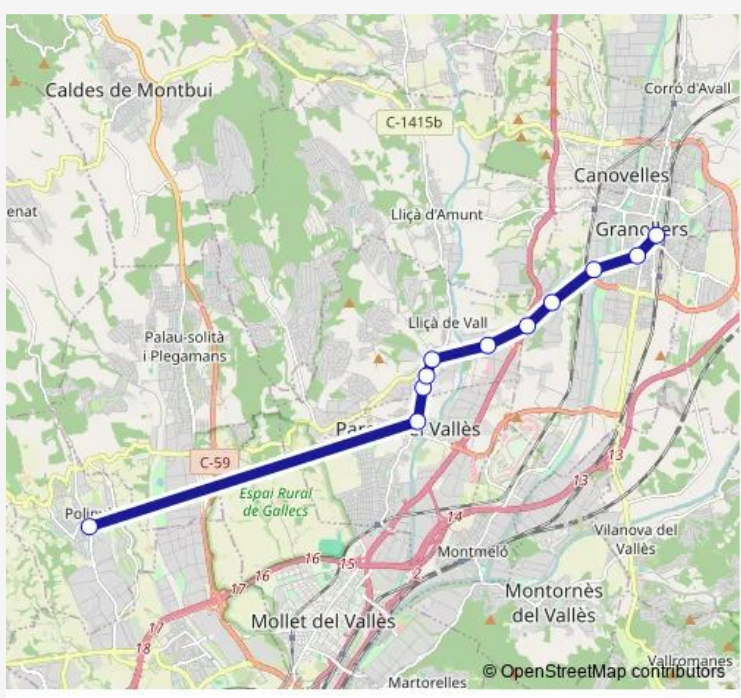 Corró d'Avall
Caldes de Montbui
C-1415b
Canovelles
enat
Lliçà d'Amunt
Lliçà de Vall
Palau-solità
i Plegamans
C-59
Espai Rural
de Gallecs
13
13
14
Vilanova del
Vallès
16
15
16
Montmeló
2
17
Montornès
del Vallès
17
Mollet del Vallès
18
Vallromanes
© OpenStreetMap contributors
Martorelles